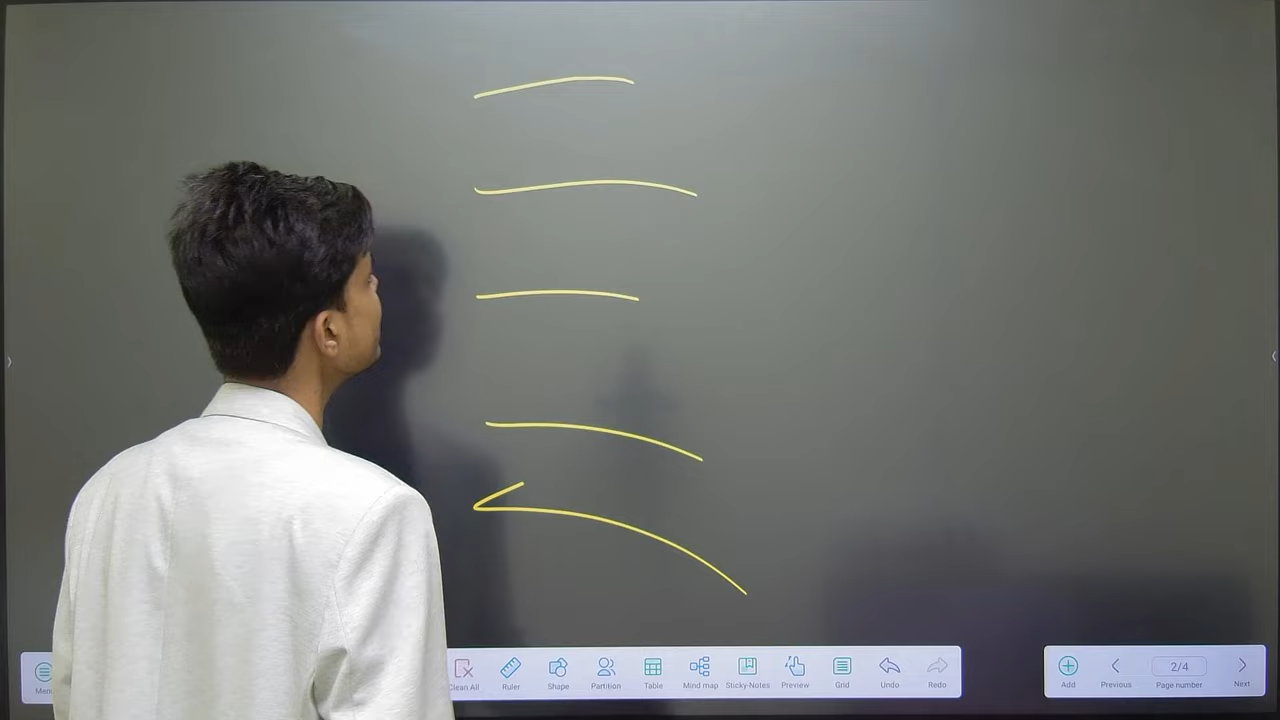 Menu Clean All Ruler Shape Partition Table Mind map Sticky-Notes Preview Grid Undo Redo
Add Previous 2/4 Page number Next